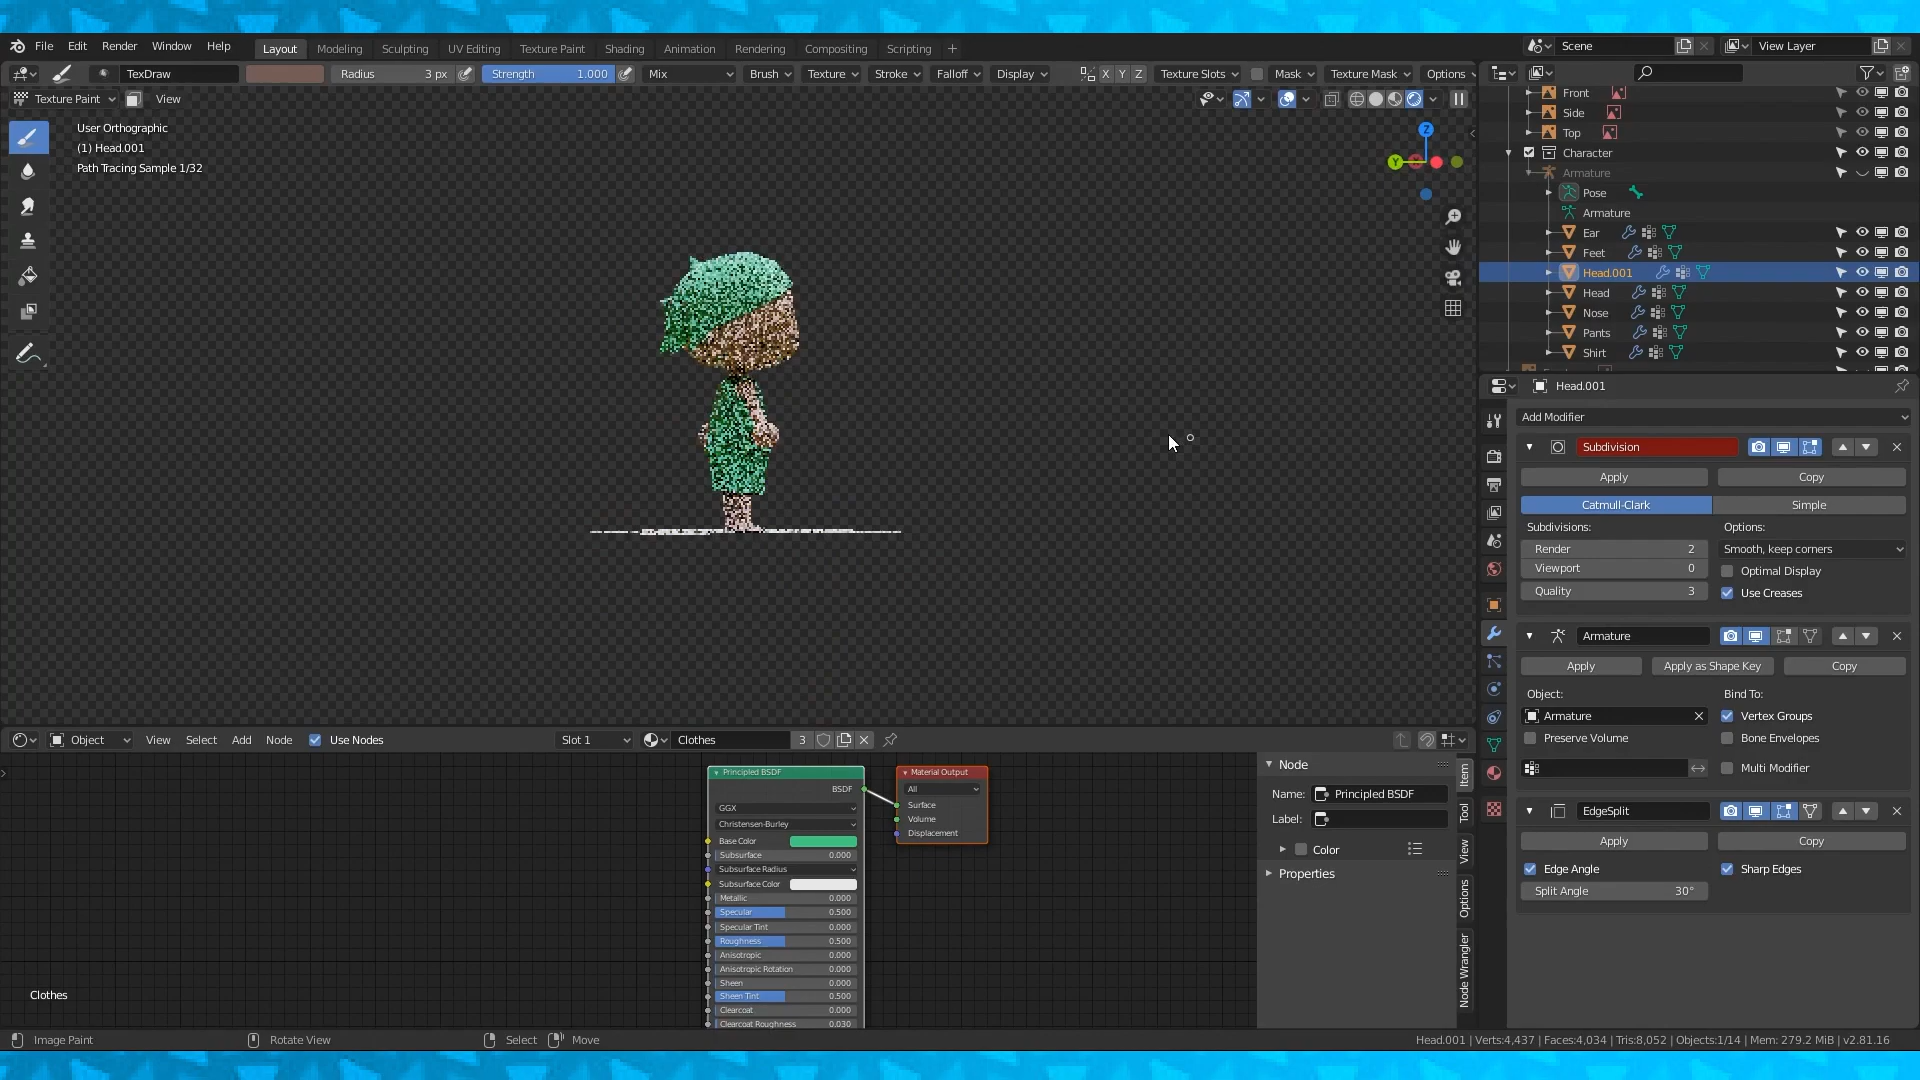 File Edit Render Window Help Layout Modeling Sculpting UV Editing Texture Paint Shading Animation Rendering Compositing Scripting + Scene View Layer
TexDraw Radius 3 px Strength 1.000 Mix Brush Texture Stroke Falloff Display X Y Z Texture Slots Mask Texture Mask Options
Texture Paint View
User Orthographic
(1) Head.001
Path Tracing Sample 1/32
Z
Y
Front
Side
Top
Character
Armature
Pose
Armature
Ear
Feet
Head.001
Head
Nose
Pants
Shirt
Head.001
Add Modifier
Subdivision
Apply Copy
Catmull-Clark Simple
Subdivisions: Options:
Render 2 Smooth, keep corners
Viewport 0 Optimal Display
Quality 3 Use Creases
Armature
Apply Apply as Shape Key Copy
Object: Bind To:
Armature Vertex Groups
Preserve Volume Bone Envelopes
Multi Modifier
EdgeSplit
Apply Copy
Edge Angle Sharp Edges
Split Angle 30°
Object View Select Add Node Use Nodes Slot 1 Clothes 3
Principled BSDF
BSDF
GGX
Christensen-Burley
Base Color
Subsurface 0.000
Subsurface Radius
Subsurface Color
Metallic 0.000
Specular 0.500
Specular Tint 0.000
Roughness 0.500
Anisotropic 0.000
Anisotropic Rotation 0.000
Sheen 0.000
Sheen Tint 0.500
Clearcoat 0.000
Clearcoat Roughness 0.030
Material Output
All
Surface
Volume
Displacement
Node
Name: Principled BSDF
Label:
Color
Properties
Item
Tool
View
Options
Node Wrangler
Clothes
Image Paint Rotate View Select Move Head.001 | Verts:4,437 | Faces:4,034 | Tris:8,052 | Objects:1/14 | Mem: 279.2 MiB | v2.81.16